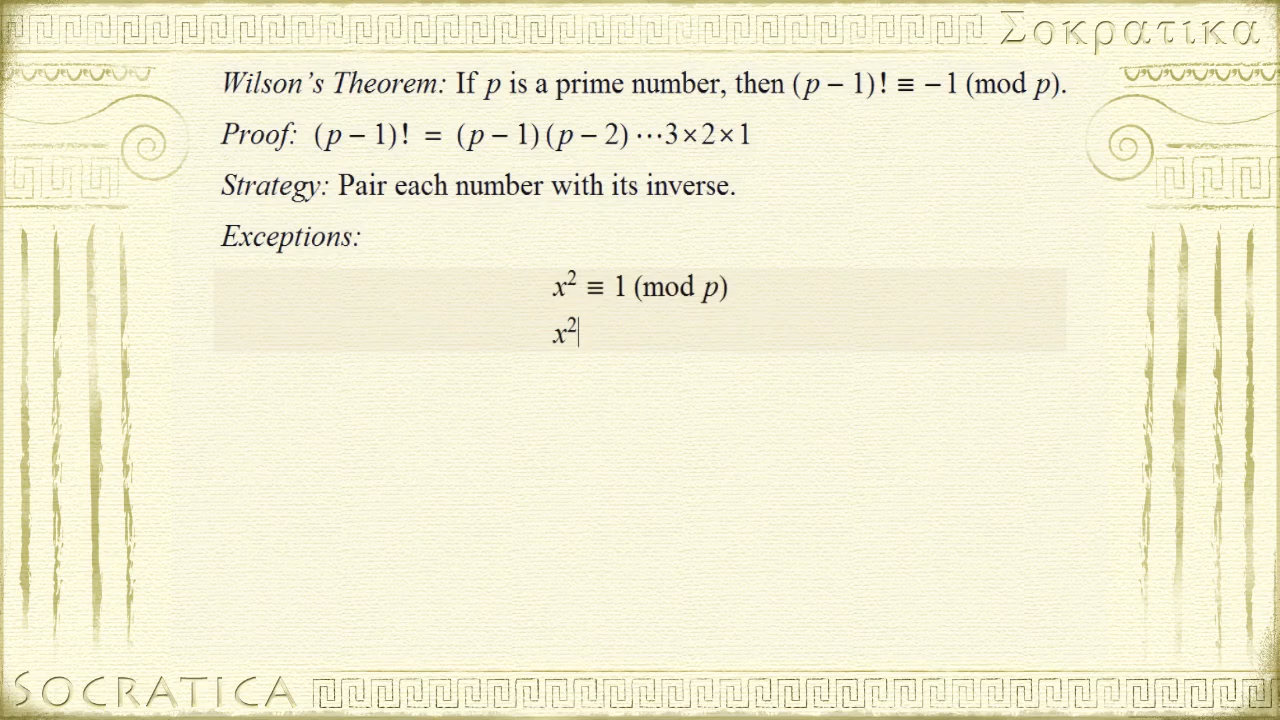 Σοκρατικα
Wilson's Theorem: If p is a prime number, then (p − 1)! ≡ −1 (mod p).
Proof: (p − 1)! = (p − 1)(p − 2) ⋯3×2×1
Strategy: Pair each number with its inverse.
Exceptions:
x² ≡ 1 (mod p)
x²
SOCRATICA